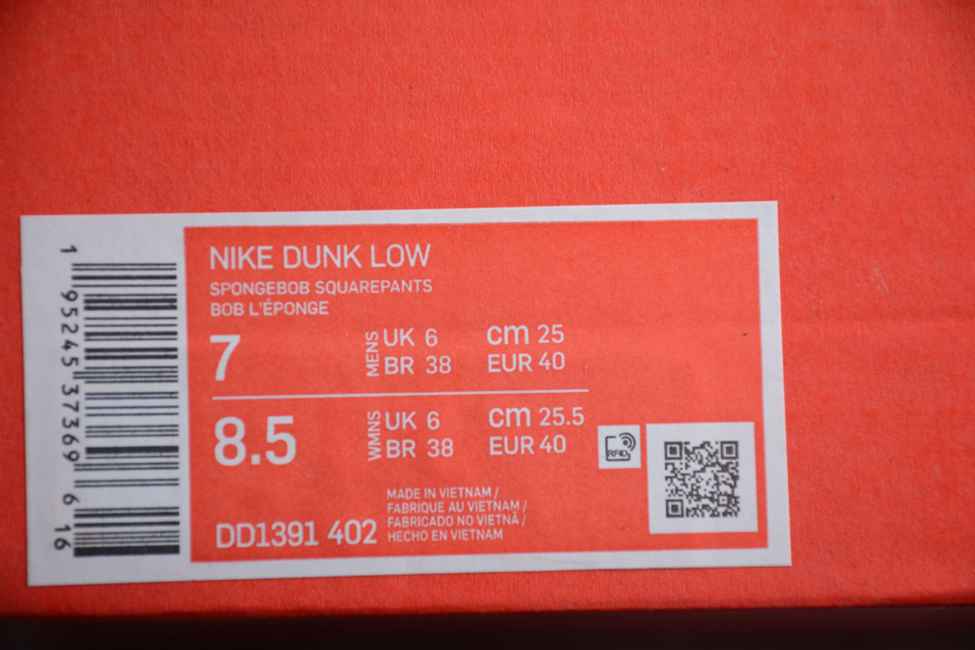 NIKE DUNK LOW
SPONGEBOB SQUAREPANTS
BOB L'ÉPONGE
7 MENS UK 6 cm 25
BR 38 EUR 40
8.5 WMNS UK 6 cm 25.5
BR 38 EUR 40
RFID
MADE IN VIETNAM /
FABRIQUE AU VIETNAM /
FABRICADO NO VIETNÃ /
HECHO EN VIETNAM
DD1391 402
1 95245 37369 6 16